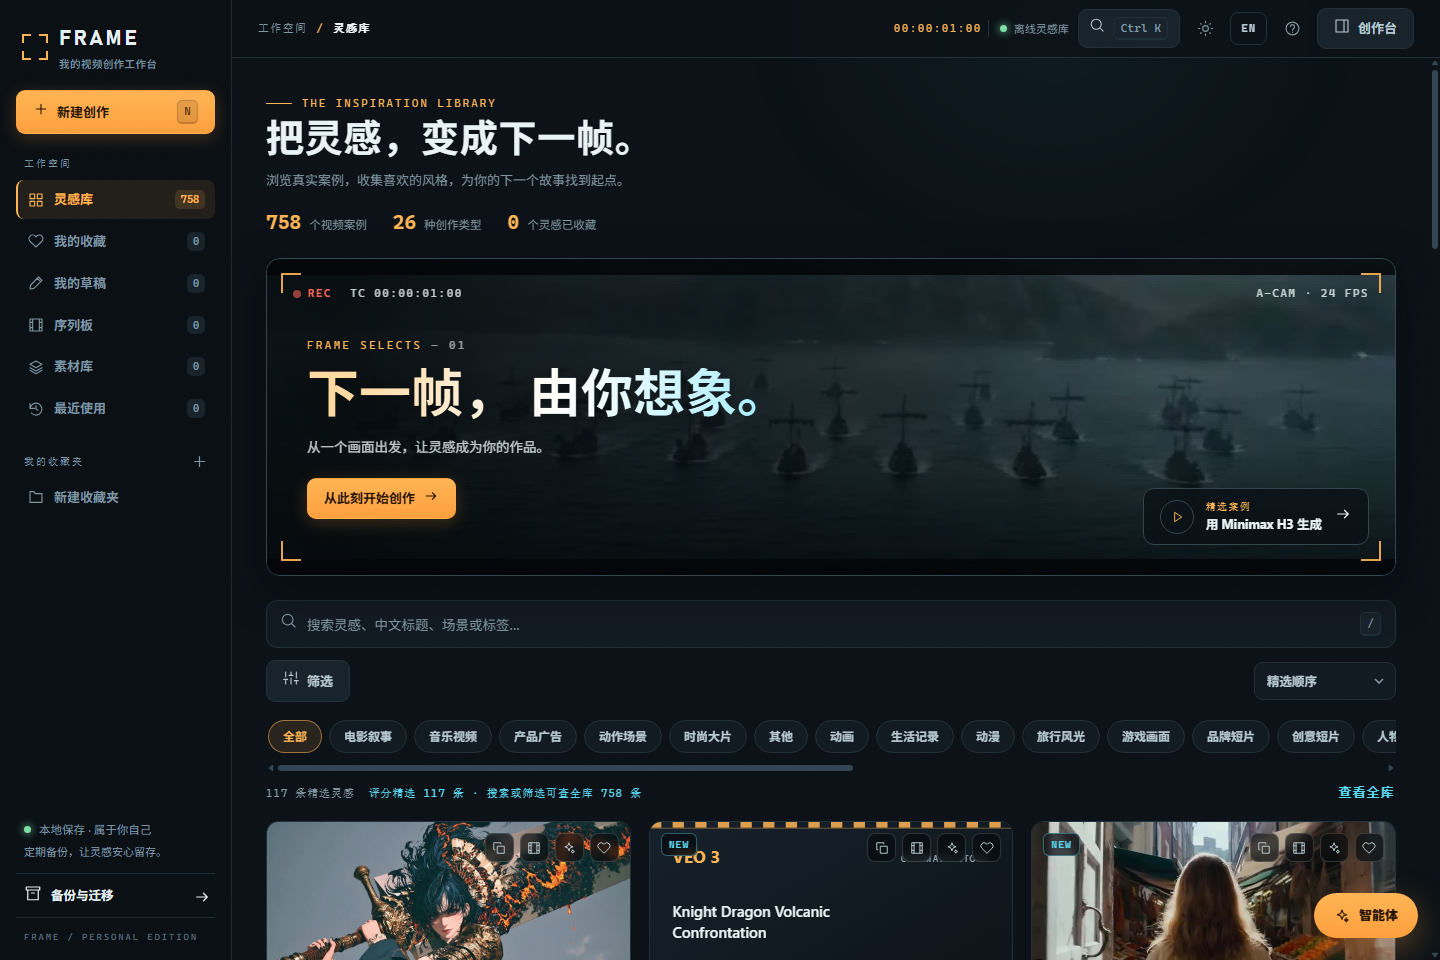 FRAME
我的视频创作工作台
新建创作 N
工作空间
灵感库 758
我的收藏 0
我的草稿 0
序列板 0
素材库 0
最近使用 0
我的收藏夹
新建收藏夹
本地保存 · 属于你自己
定期备份，让灵感安心留存。
备份与迁移
FRAME / PERSONAL EDITION
工作空间 / 灵感库
00:00:01:00
离线灵感库
Ctrl K
EN
创作台
THE INSPIRATION LIBRARY
把灵感，变成下一帧。
浏览真实案例，收集喜欢的风格，为你的下一个故事找到起点。
758 个视频案例 26 种创作类型 0 个灵感已收藏
REC TC 00:00:01:00
A-CAM · 24 FPS
FRAME SELECTS — 01
下一帧， 由你想象。
从一个画面出发，让灵感成为你的作品。
从此刻开始创作
精选案例
用 Minimax H3 生成
搜索灵感、中文标题、场景或标签... /
筛选
精选顺序
全部 电影叙事 音乐视频 产品广告 动作场景 时尚大片 其他 动画 生活记录 动漫 旅行风光 游戏画面 品牌短片 创意短片
117 条精选灵感 评分精选 117 条 · 搜索或筛选可查全库 758 条
查看全库
NEW
VEO 3
Knight Dragon Volcanic
Confrontation
NEW
智能体